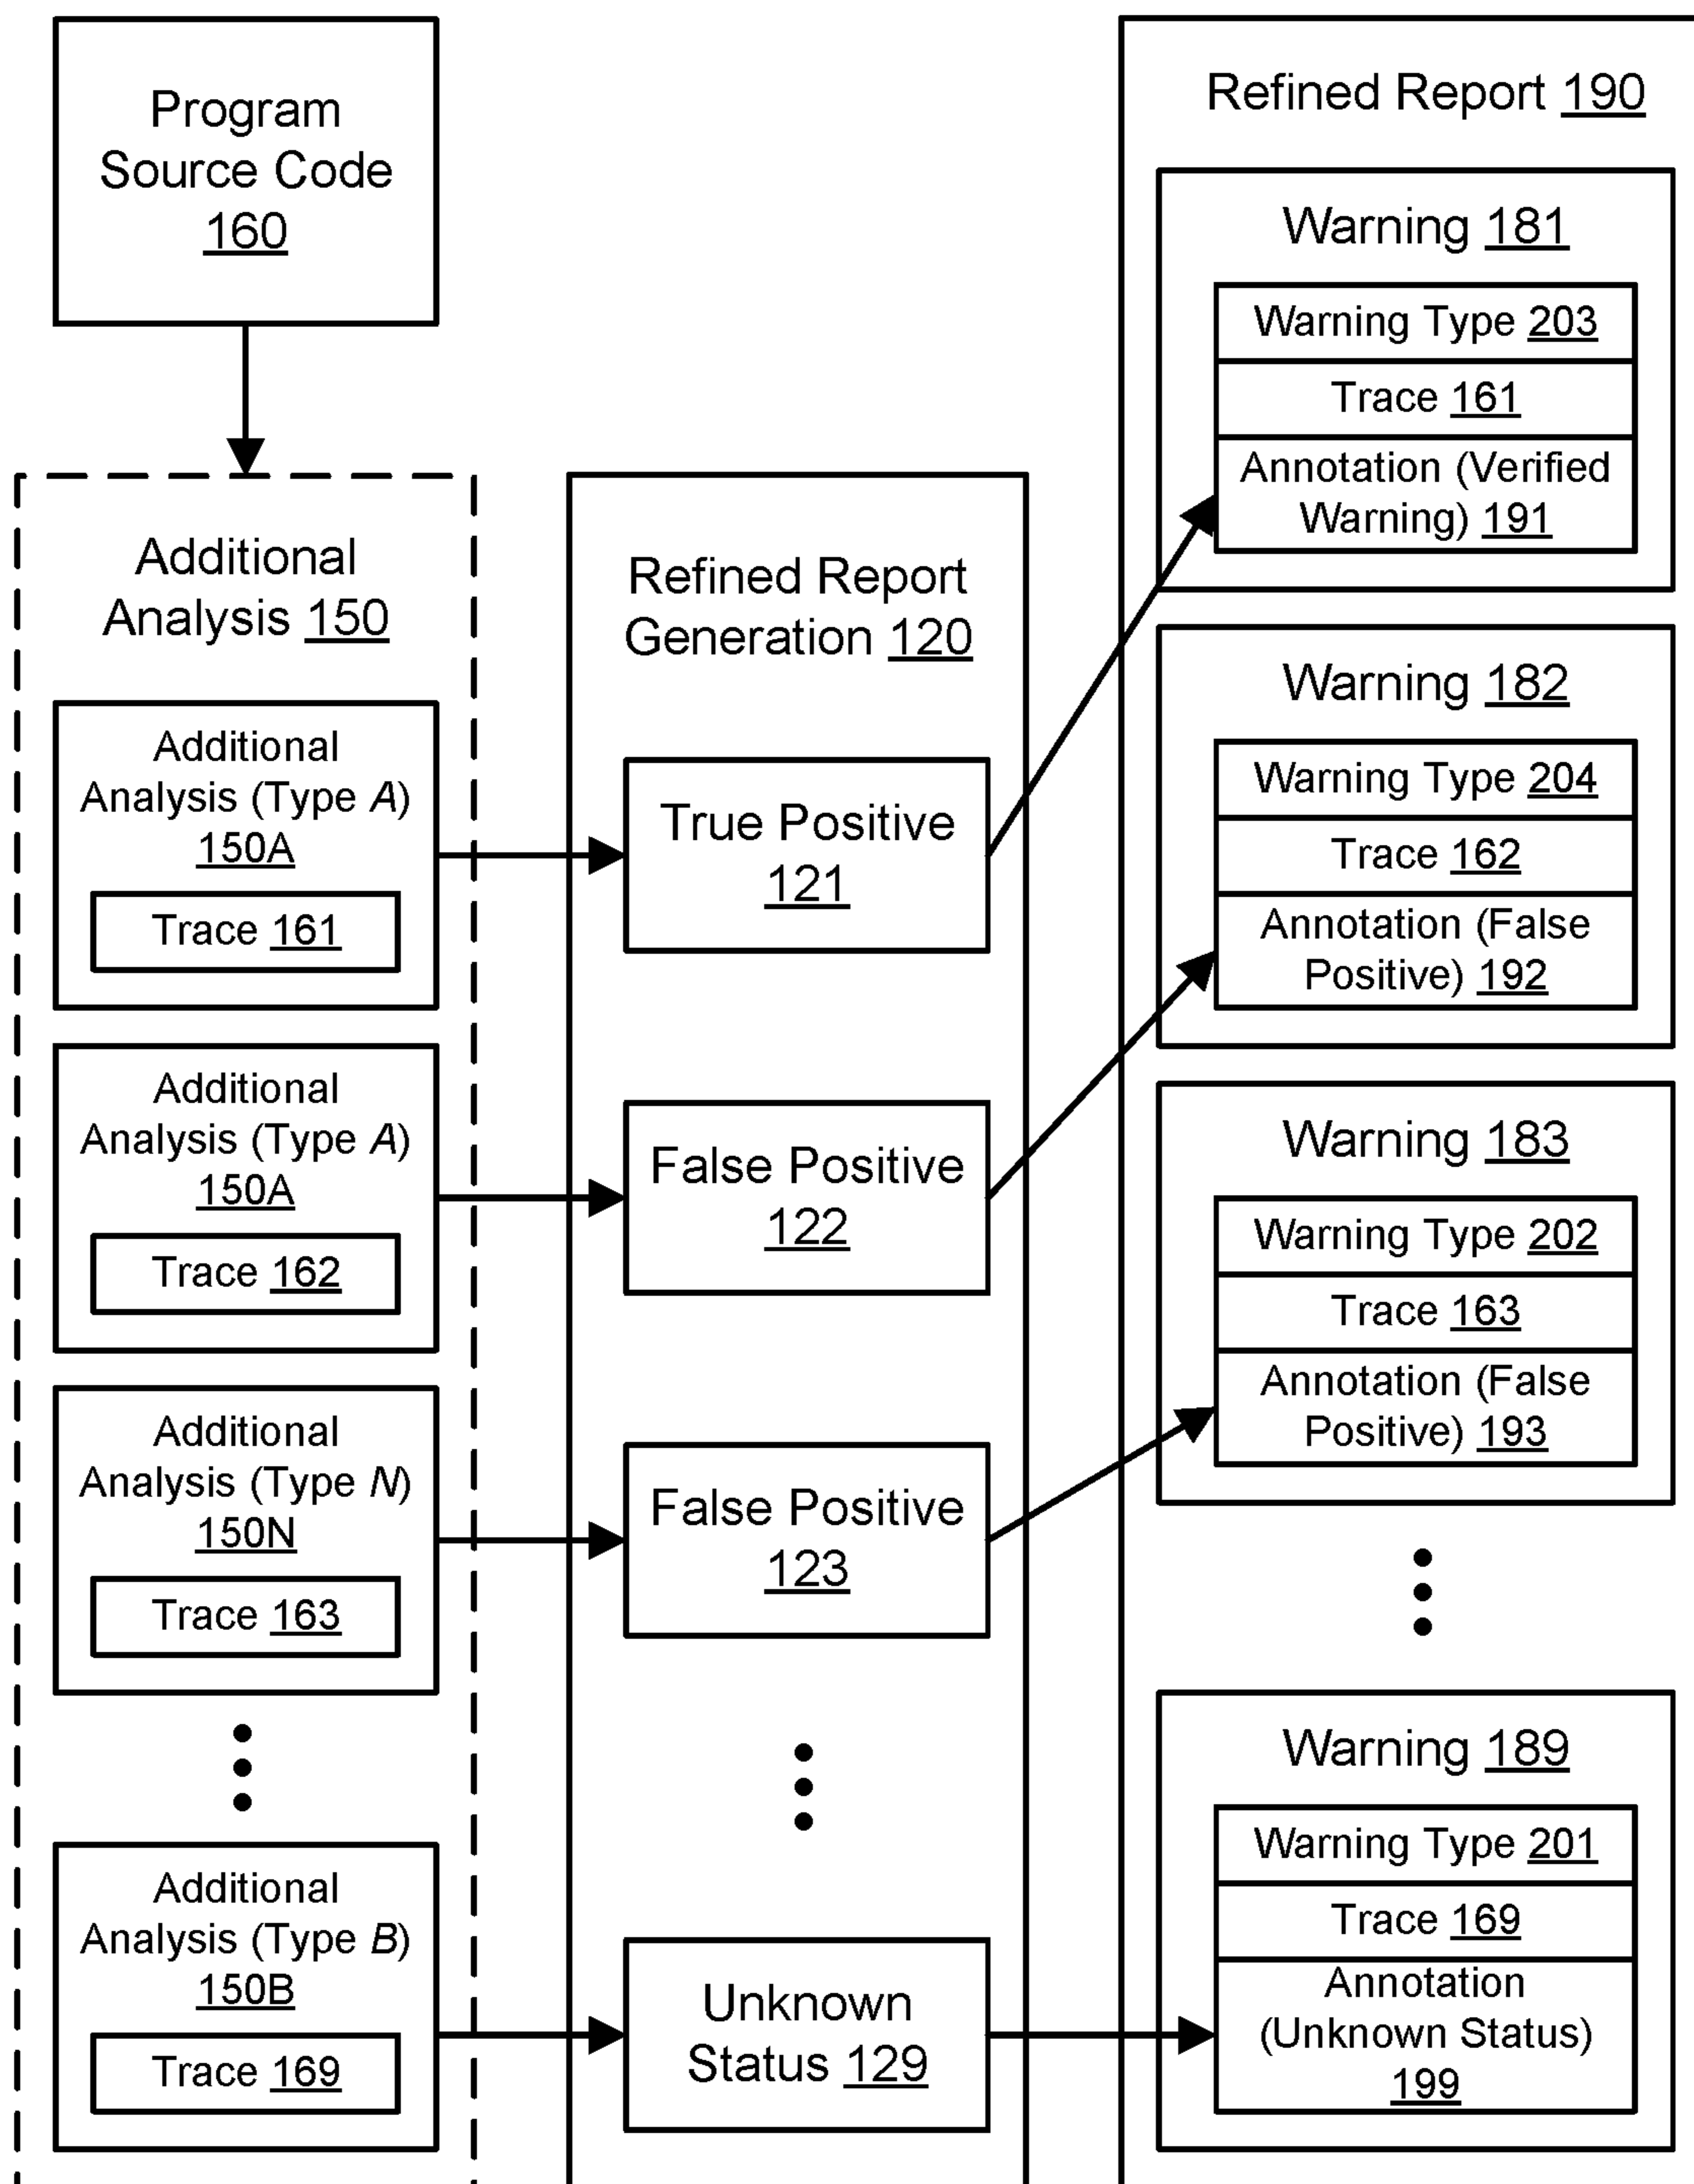 Program
Source Code
160
Additional
Analysis 150
Additional
Analysis (Type A)
150A
Trace 161
Additional
Analysis (Type A)
150A
Trace 162
Additional
Analysis (Type N)
150N
Trace 163
Additional
Analysis (Type B)
150B
Trace 169
Refined Report
Generation 120
True Positive
121
False Positive
122
False Positive
123
Unknown
Status 129
Refined Report 190
Warning 181
Warning Type 203
Trace 161
Annotation (Verified
Warning) 191
Warning 182
Warning Type 204
Trace 162
Annotation (False
Positive) 192
Warning 183
Warning Type 202
Trace 163
Annotation (False
Positive) 193
Warning 189
Warning Type 201
Trace 169
Annotation
(Unknown Status)
199